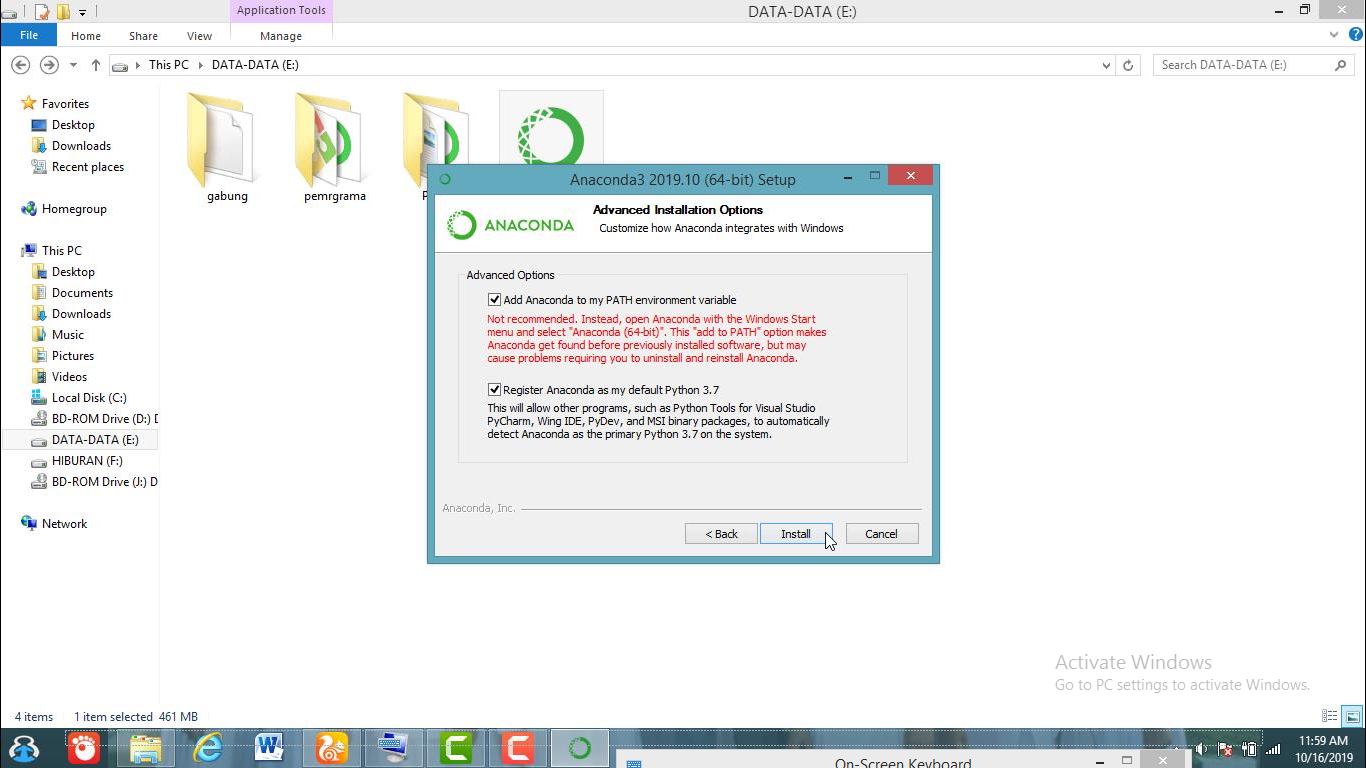 Application Tools
DATA-DATA (E:)
File
Home
Share
View
Manage
This PC
DATA-DATA (E:)
Search DATA-DATA (E:)
Favorites
Desktop
Downloads
Recent places
Homegroup
This PC
Desktop
Documents
Downloads
Music
Pictures
Videos
Local Disk (C:)
BD-ROM Drive (D:) D
DATA-DATA (E:)
HIBURAN (F:)
BD-ROM Drive (J:) D
Network
gabung
pemrgrama
Anaconda3 2019.10 (64-bit) Setup
ANACONDA
Advanced Installation Options
Customize how Anaconda integrates with Windows
Advanced Options
Add Anaconda to my PATH environment variable
Not recommended. Instead, open Anaconda with the Windows Start
menu and select "Anaconda (64-bit)". This "add to PATH" option makes
Anaconda get found before previously installed software, but may
cause problems requiring you to uninstall and reinstall Anaconda.
Register Anaconda as my default Python 3.7
This will allow other programs, such as Python Tools for Visual Studio
PyCharm, Wing IDE, PyDev, and MSI binary packages, to automatically
detect Anaconda as the primary Python 3.7 on the system.
Anaconda, Inc.
< Back
Install
Cancel
Activate Windows
Go to PC settings to activate Windows.
4 items
1 item selected 461 MB
On-Screen Keyboard
11:59 AM
10/16/2019